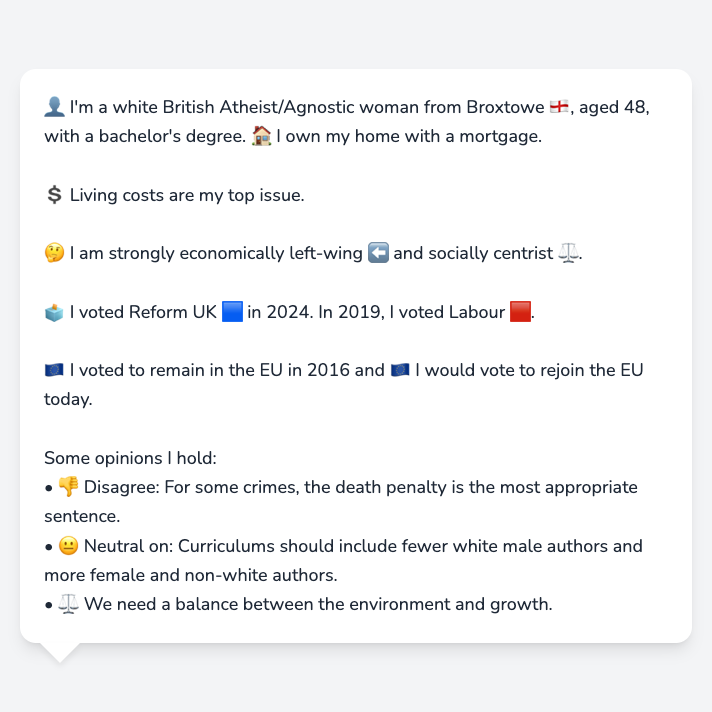 👤 I'm a white British Atheist/Agnostic woman from Broxtowe 🏴󠁧󠁢󠁥󠁮󠁧󠁿, aged 48,
with a bachelor's degree. 🏠 I own my home with a mortgage.
💲 Living costs are my top issue.
🤔 I am strongly economically left-wing ⬅️ and socially centrist ⚖️.
🗳️ I voted Reform UK 🟦 in 2024. In 2019, I voted Labour 🟥.
🇪🇺 I voted to remain in the EU in 2016 and 🇪🇺 I would vote to rejoin the EU
today.
Some opinions I hold:
• 👎 Disagree: For some crimes, the death penalty is the most appropriate
sentence.
• 😐 Neutral on: Curriculums should include fewer white male authors and
more female and non-white authors.
• ⚖️ We need a balance between the environment and growth.